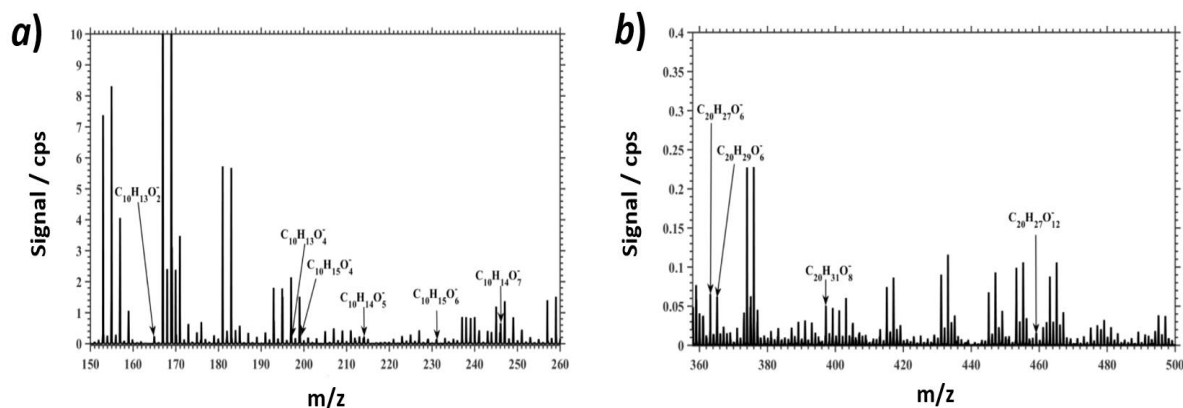 a)
Signal / cps
10
9
8
7
6
5
4
3
2
1
0
C₁₀H₁₃O₂⁻
C₁₀H₁₃O₄⁻
C₁₀H₁₅O₄⁻
C₁₀H₁₄O₅⁻
C₁₀H₁₅O₆⁻
C₁₀H₁₄O₇⁻
150 160 170 180 190 200 210 220 230 240 250 260
m/z
b)
Signal / cps
0.4
0.35
0.3
0.25
0.2
0.15
0.1
0.05
0
C₂₀H₂₇O₆⁻
C₂₀H₂₉O₆⁻
C₂₀H₃₁O₈⁻
C₂₀H₂₇O₁₂⁻
360 380 400 420 440 460 480 500
m/z